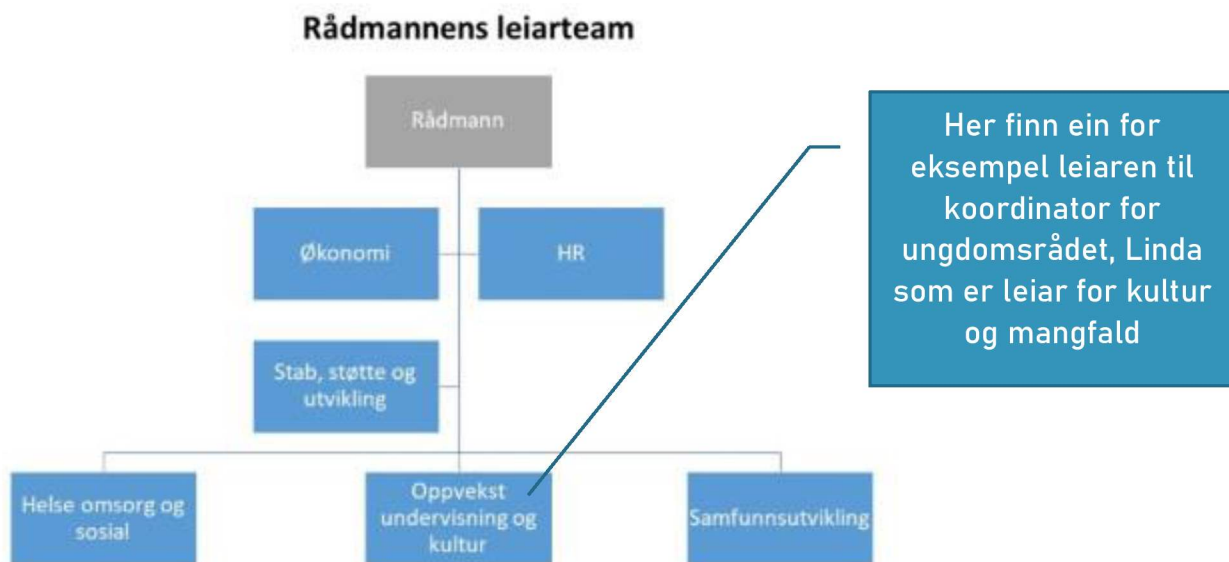 Rådmannens leiarteam
Rådmann
Økonomi
HR
Stab, støtte og
utvikling
Helse omsorg og
sosial
Oppvekst
undervisning og
kultur
Samfunnsutvikling
Her finn ein for
eksempel leiaren til
koordinator for
ungdomsrådet, Linda
som er leiar for kultur
og mangfald